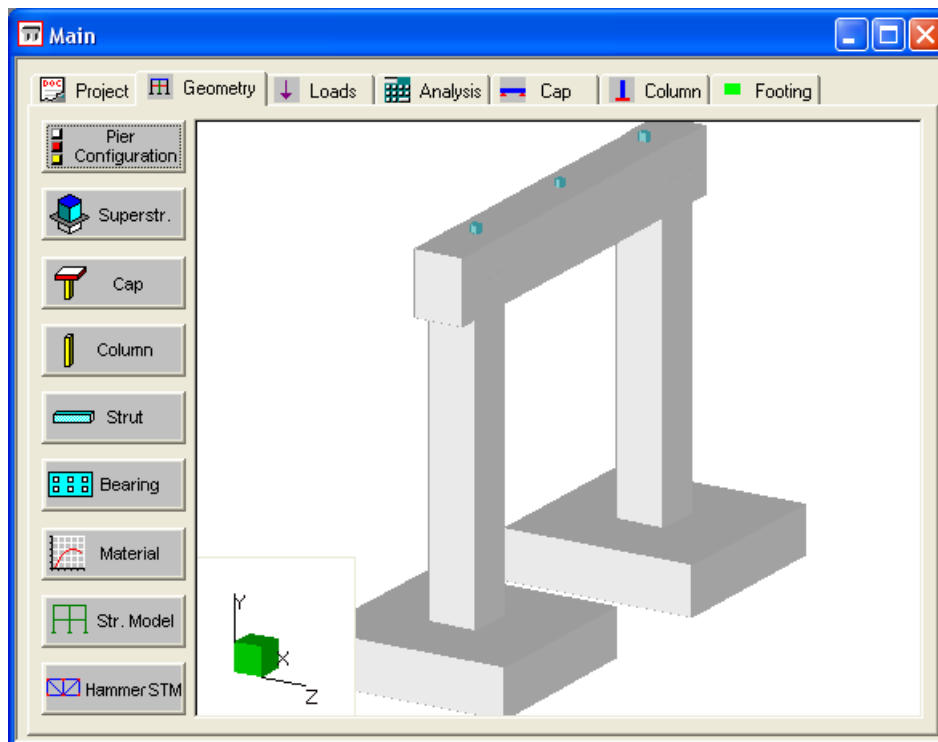 Main
DOC
Project
Geometry
Loads
Analysis
Cap
Column
Footing
Pier
Configuration
Superstr.
Cap
Column
Strut
Bearing
Material
Str. Model
Hammer STM
Y
X
Z